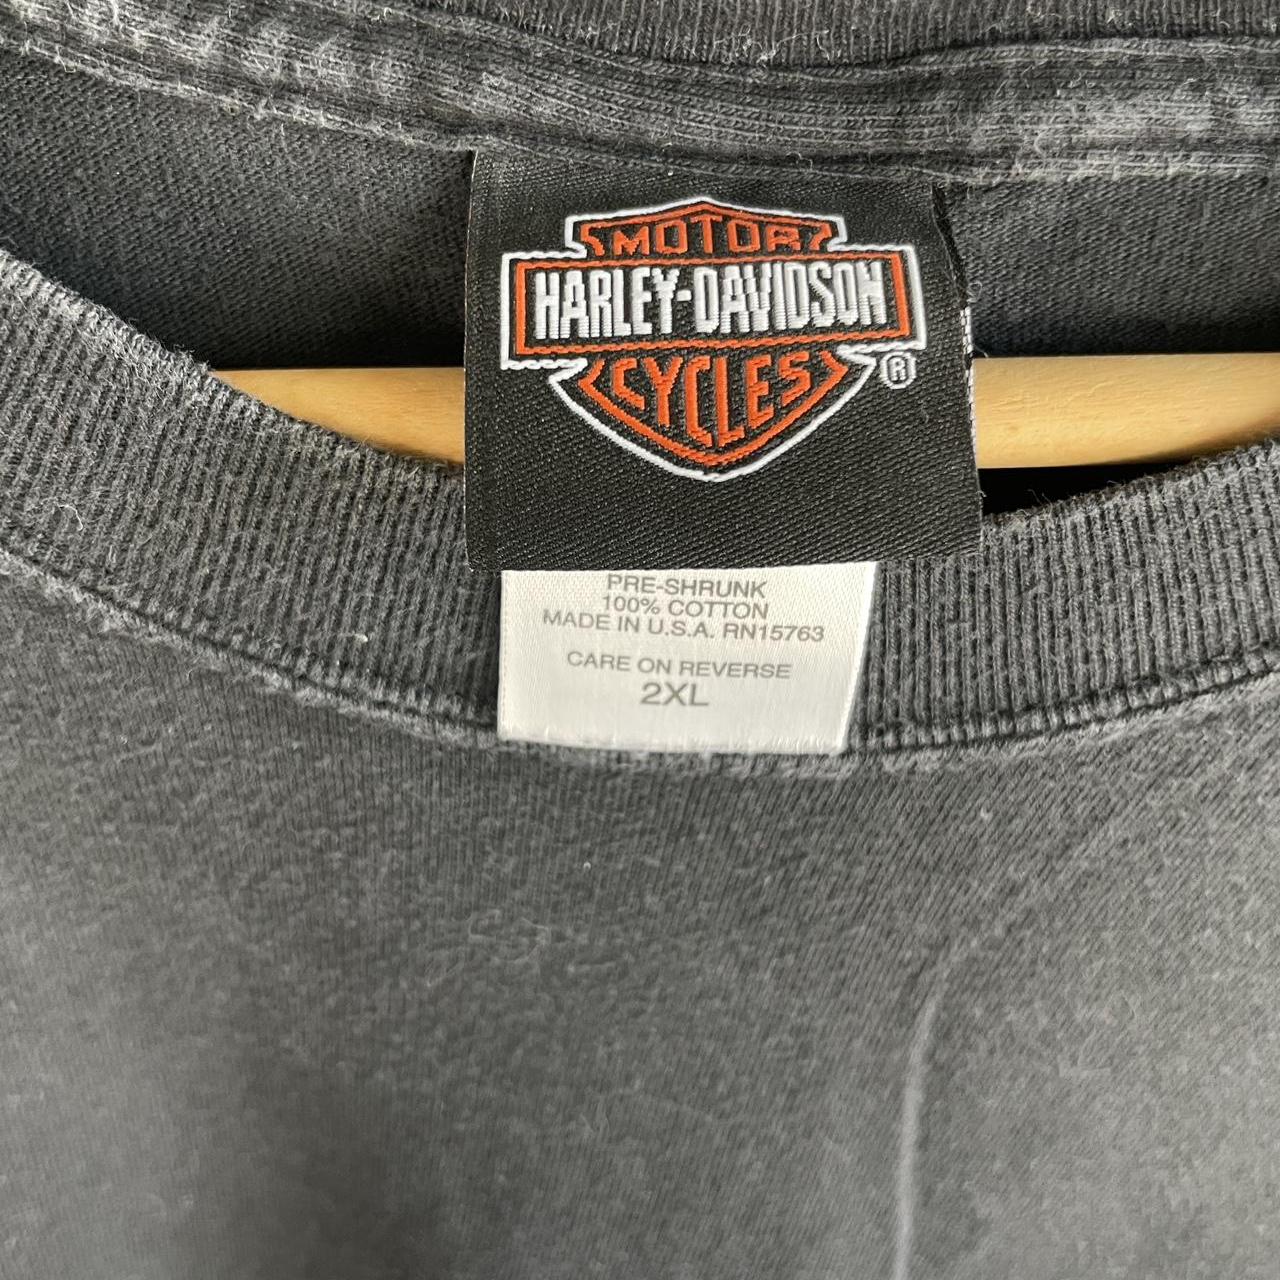 MOTOR
HARLEY-DAVIDSON
CYCLES ®
PRE-SHRUNK
100% COTTON
MADE IN U.S.A. RN15763
CARE ON REVERSE
2XL